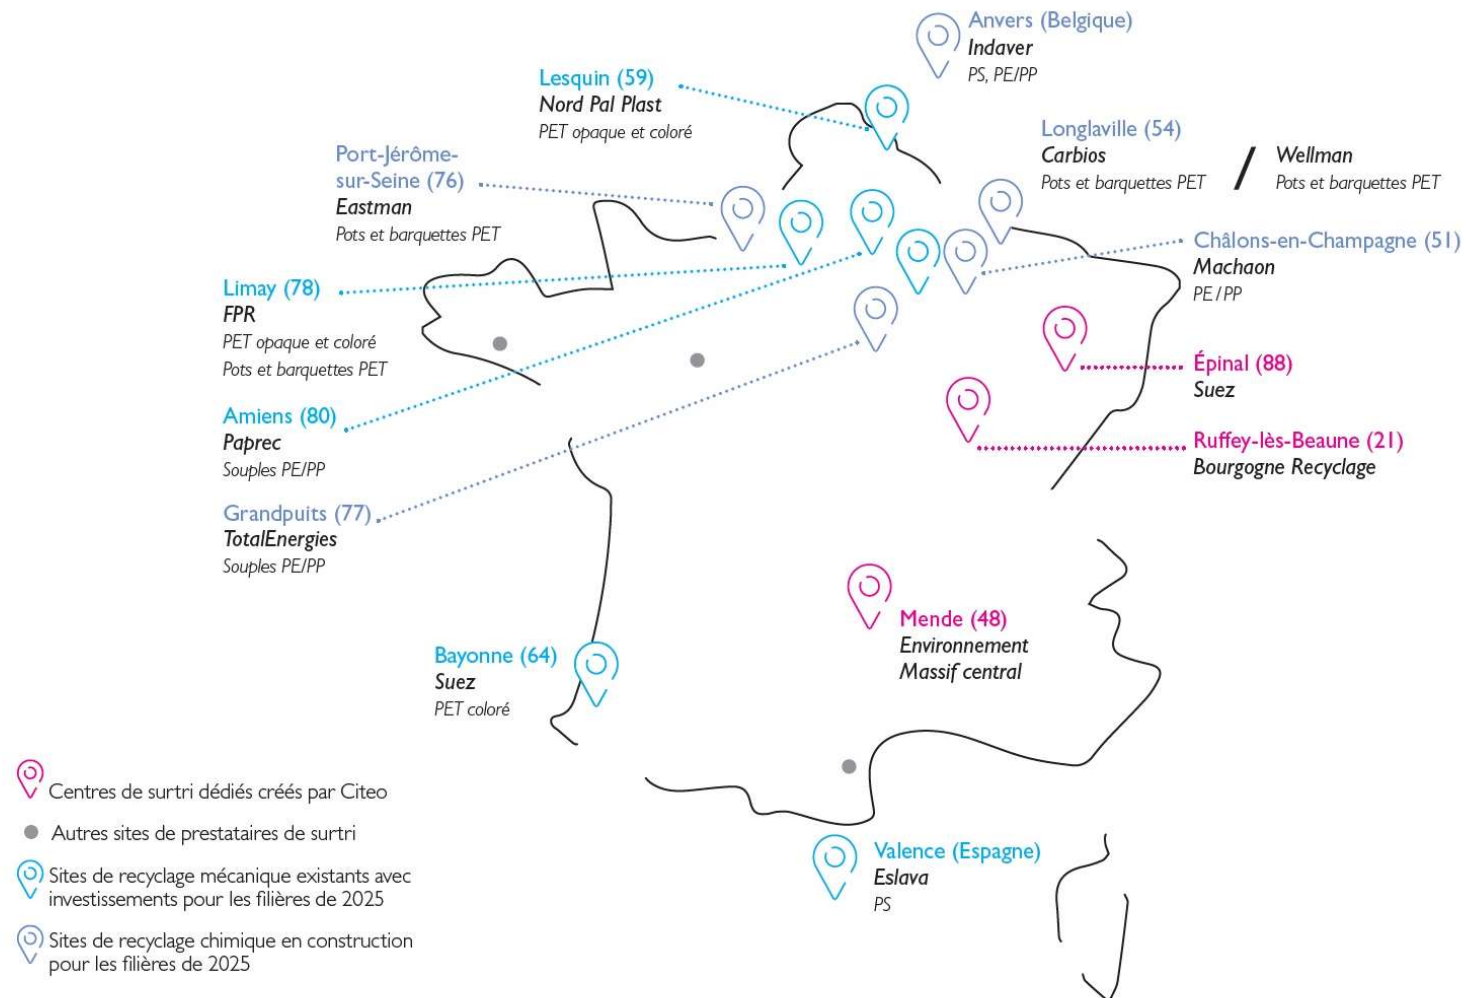 Anvers (Belgique)
Indaver
PS, PE/PP
Lesquin (59)
Nord Pal Plast
PET opaque et coloré
Longlaville (54)
Carbios
Pots et barquettes PET
/
Wellman
Pots et barquettes PET
Port-Jérôme-
sur-Seine (76)
Eastman
Pots et barquettes PET
Châlons-en-Champagne (51)
Machaon
PE/PP
Limay (78)
FPR
PET opaque et coloré
Pots et barquettes PET
Épinal (88)
Suez
Amiens (80)
Paprec
Souples PE/PP
Ruffey-lès-Beaune (21)
Bourgogne Recyclage
Grandpuits (77)
TotalEnergies
Souples PE/PP
Mende (48)
Environnement
Massif central
Bayonne (64)
Suez
PET coloré
Valence (Espagne)
Eslava
PS
Centres de surtri dédiés créés par Citeo
Autres sites de prestataires de surtri
Sites de recyclage mécanique existants avec
investissements pour les filières de 2025
Sites de recyclage chimique en construction
pour les filières de 2025